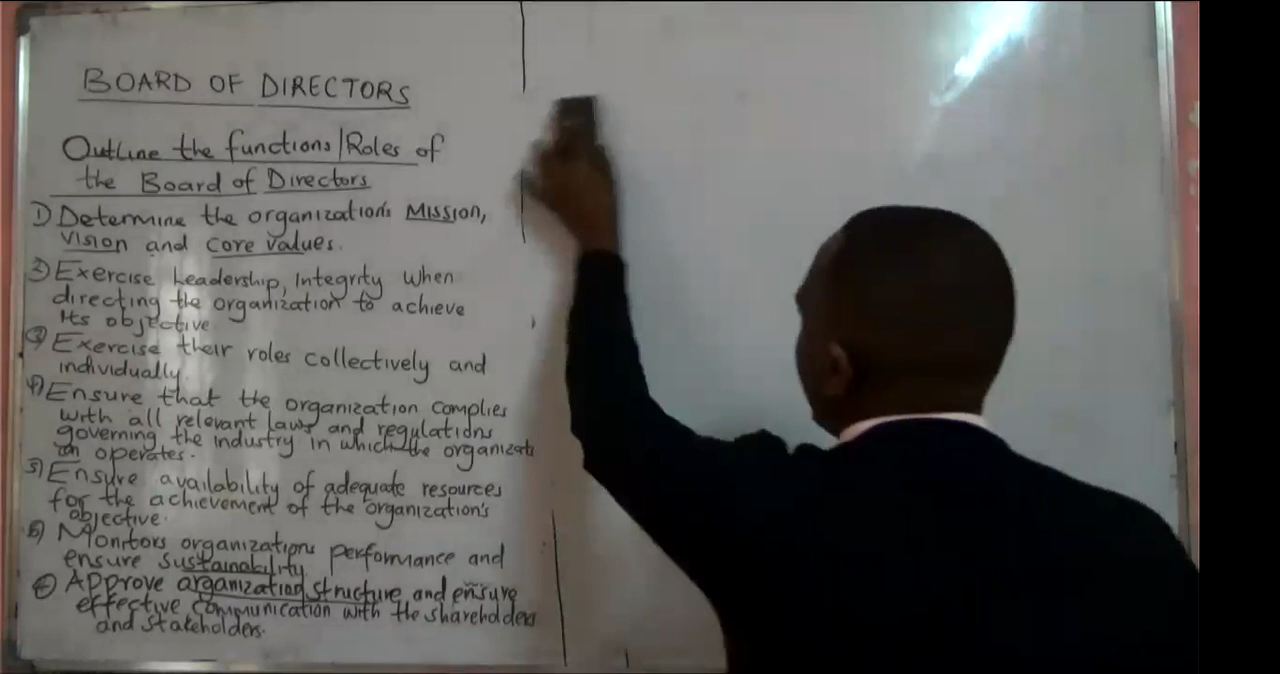 BOARD OF DIRECTORS
Outline the functions/Roles of
the Board of Directors
1) Determine the organization's Mission,
Vision and core values.
2) Exercise Leadership, Integrity when
directing the organization to achieve
its objective
3) Exercise their roles collectively and
individually.
4) Ensure that the organization complies
with all relevant laws and regulations
governing the industry in which the organizati
on operates.
5) Ensure availability of adequate resources
for the achievement of the organization's
objective.
6) Monitors organizations performance and
ensure sustainability
7) Approve organization structure and ensure
effective communication with the shareholders
and stakeholders.